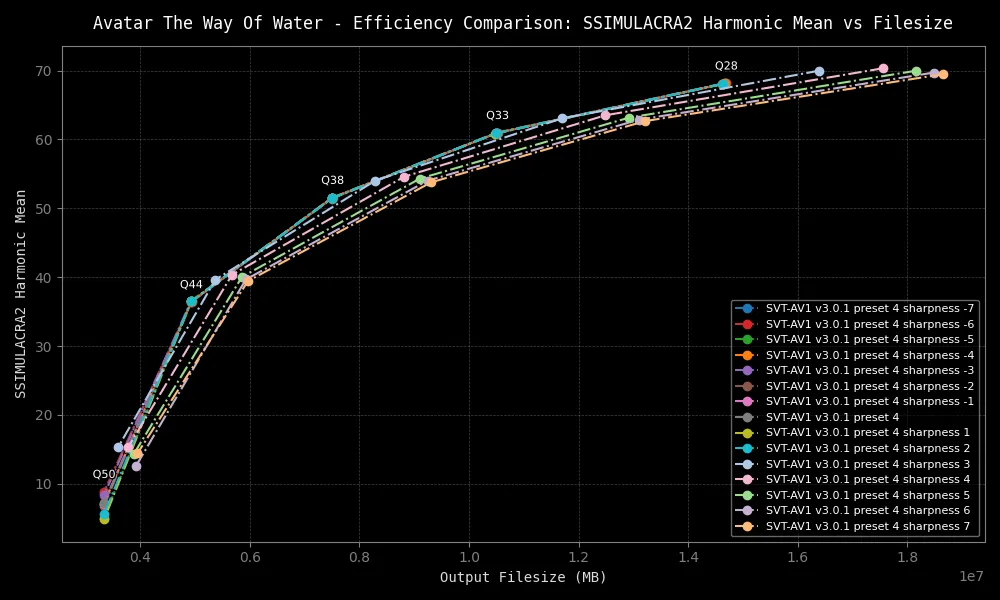 Avatar The Way Of Water - Efficiency Comparison: SSIMULACRA2 Harmonic Mean vs Filesize
SSIMULACRA2 Harmonic Mean
70
60
50
40
30
20
10
Q28
Q33
Q38
Q44
Q50
SVT-AV1 v3.0.1 preset 4 sharpness -7
SVT-AV1 v3.0.1 preset 4 sharpness -6
SVT-AV1 v3.0.1 preset 4 sharpness -5
SVT-AV1 v3.0.1 preset 4 sharpness -4
SVT-AV1 v3.0.1 preset 4 sharpness -3
SVT-AV1 v3.0.1 preset 4 sharpness -2
SVT-AV1 v3.0.1 preset 4 sharpness -1
SVT-AV1 v3.0.1 preset 4
SVT-AV1 v3.0.1 preset 4 sharpness 1
SVT-AV1 v3.0.1 preset 4 sharpness 2
SVT-AV1 v3.0.1 preset 4 sharpness 3
SVT-AV1 v3.0.1 preset 4 sharpness 4
SVT-AV1 v3.0.1 preset 4 sharpness 5
SVT-AV1 v3.0.1 preset 4 sharpness 6
SVT-AV1 v3.0.1 preset 4 sharpness 7
0.4 0.6 0.8 1.0 1.2 1.4 1.6 1.8
1e7
Output Filesize (MB)